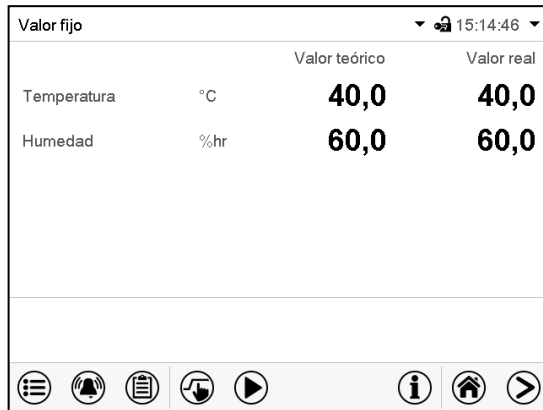 Valor fijo 15:14:46
Valor teórico Valor real
Temperatura °C 40,0 40,0
Humedad %hr 60,0 60,0